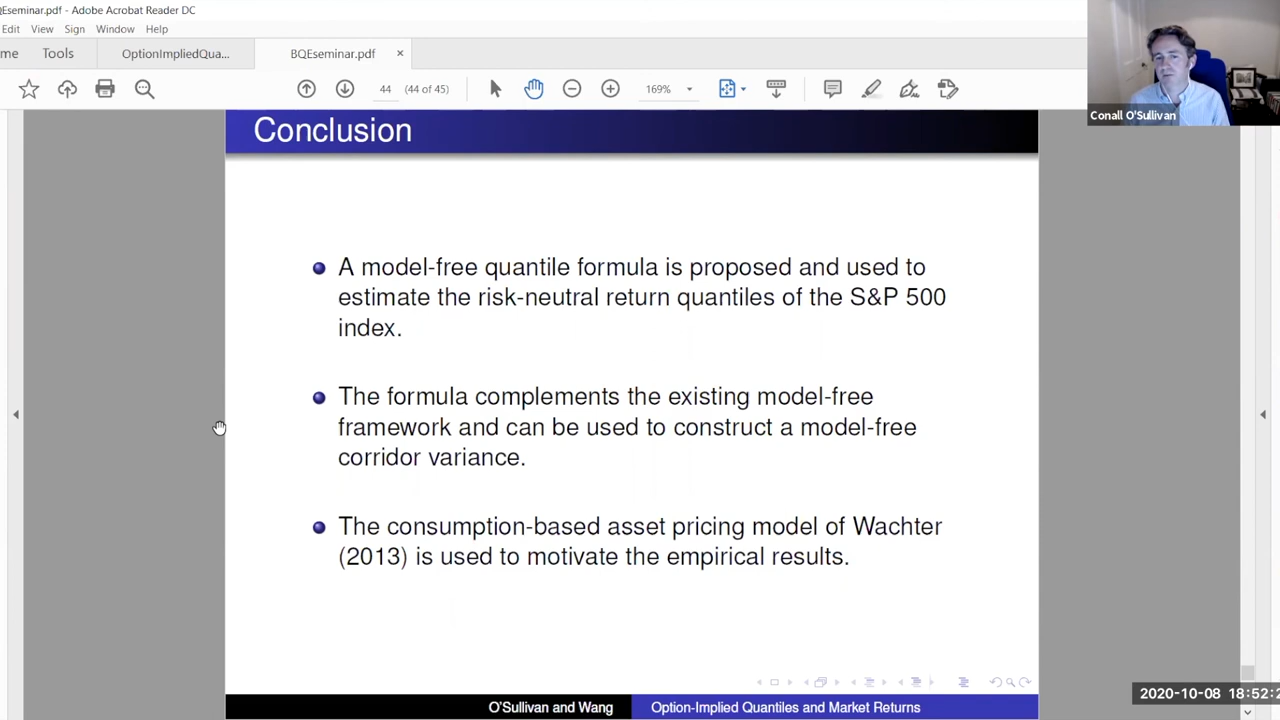 QEseminar.pdf - Adobe Acrobat Reader DC
Edit View Sign Window Help
me Tools OptionImpliedQua... BQEseminar.pdf ×
44 (44 of 45) 169%
Conall O'Sullivan
Conclusion
A model-free quantile formula is proposed and used to
estimate the risk-neutral return quantiles of the S&P 500
index.
The formula complements the existing model-free
framework and can be used to construct a model-free
corridor variance.
The consumption-based asset pricing model of Wachter
(2013) is used to motivate the empirical results.
O'Sullivan and Wang Option-Implied Quantiles and Market Returns
2020-10-08 18:52:2